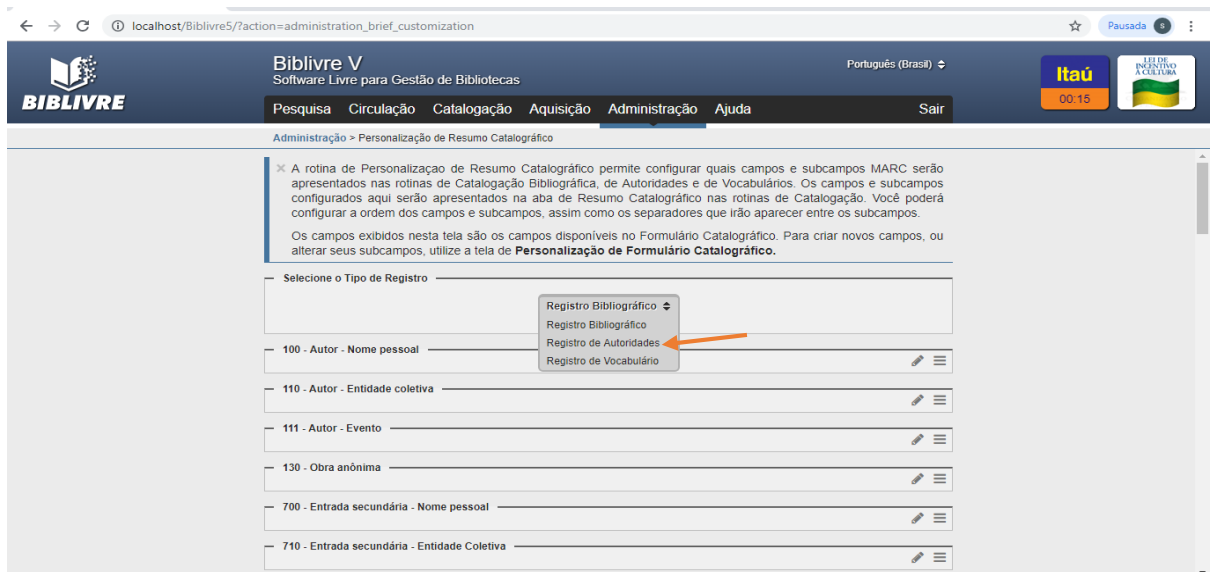 localhost/Biblivre5/?action=administration_brief_customization
Pausada s
Biblivre V
Software Livre para Gestão de Bibliotecas
Português (Brasil)
BIBLIVRE
Itaú
00:15
LEI DE
INCENTIVO
À CULTURA
Pesquisa Circulação Catalogação Aquisição Administração Ajuda Sair
Administração > Personalização de Resumo Catalográfico
A rotina de Personalizaçao de Resumo Catalográfico permite configurar quais campos e subcampos MARC serão
apresentados nas rotinas de Catalogação Bibliográfica, de Autoridades e de Vocabulários. Os campos e subcampos
configurados aqui serão apresentados na aba de Resumo Catalográfico nas rotinas de Catalogação. Você poderá
configurar a ordem dos campos e subcampos, assim como os separadores que irão aparecer entre os subcampos.
Os campos exibidos nesta tela são os campos disponíveis no Formulário Catalográfico. Para criar novos campos, ou
alterar seus subcampos, utilize a tela de Personalização de Formulário Catalográfico.
Selecione o Tipo de Registro
Registro Bibliográfico
Registro Bibliográfico
Registro de Autoridades
Registro de Vocabulário
100 - Autor - Nome pessoal
110 - Autor - Entidade coletiva
111 - Autor - Evento
130 - Obra anônima
700 - Entrada secundária - Nome pessoal
710 - Entrada secundária - Entidade Coletiva